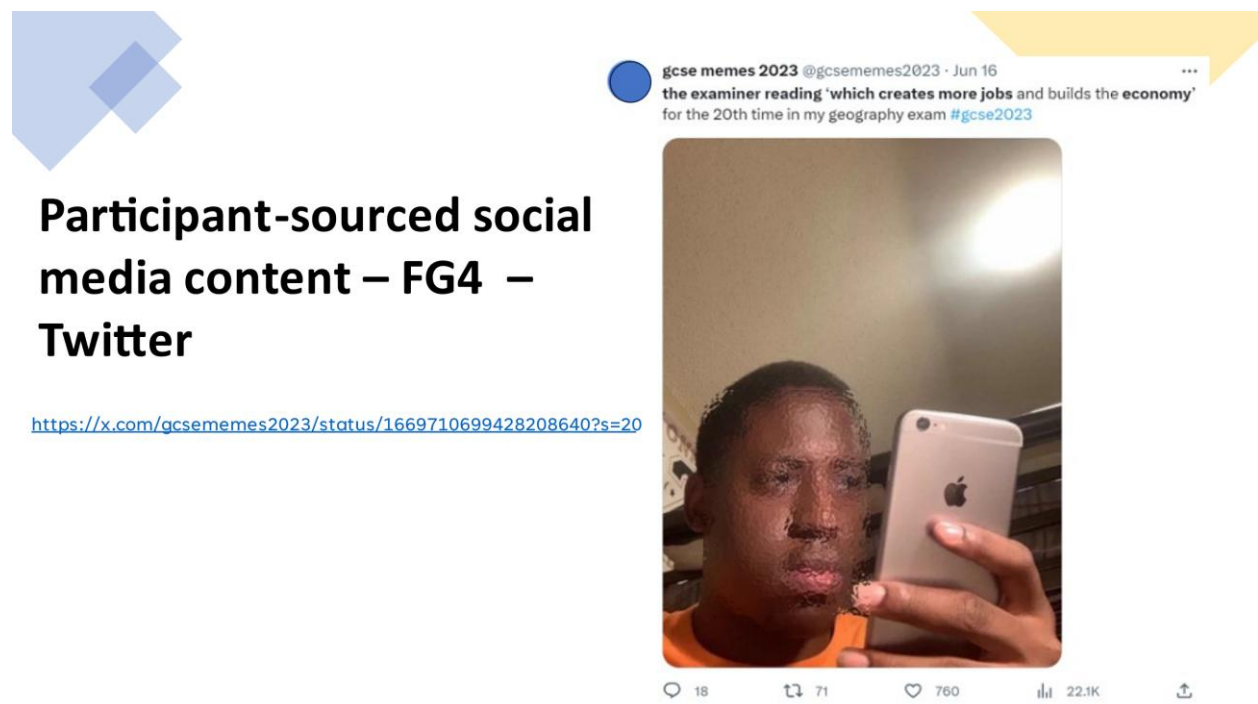 Participant-sourced social
media content – FG4  –
Twitter
https://x.com/gcsememes2023/status/1669710699428208640?s=20
gcse memes 2023 @gcsememes2023 · Jun 16
the examiner reading ‘which creates more jobs and builds the economy’
for the 20th time in my geography exam #gcse2023
18 71 760 22.1K